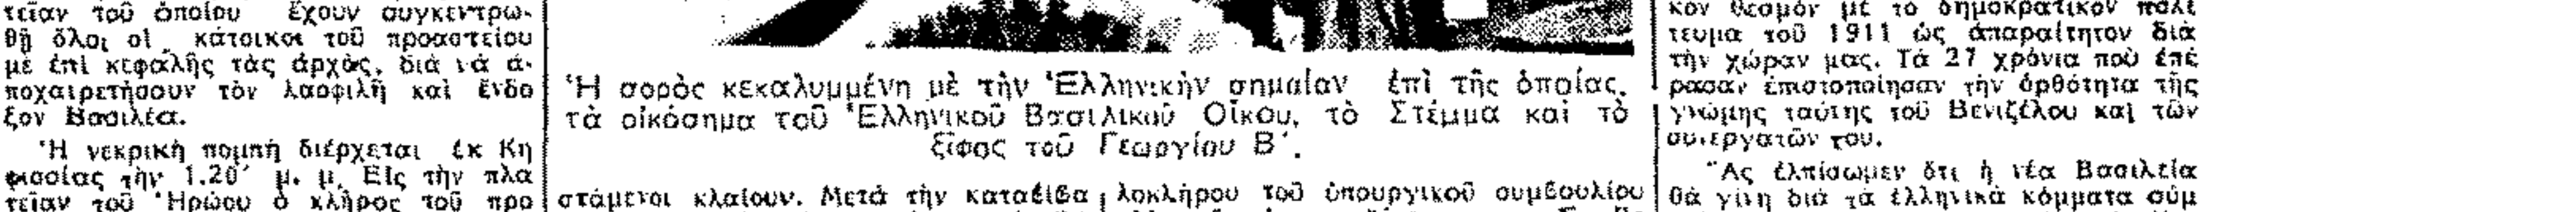 τεῖαν τοῦ ὁποίου ἔχουν συγκεντρω-
θῆ ὅλοι οἱ κάτοικοι τοῦ προαστείου
μὲ ἐπὶ κεφαλῆς τὰς ἀρχάς, διὰ νὰ ἀ-
ποχαιρετήσουν τὸν λαοφιλῆ καὶ ἔνδο
ξον Βασιλέα.
Ἡ νεκρικὴ πομπὴ διέρχεται ἐκ Κη
φισσίας τὴν 1.20΄ μ. μ. Εἰς τὴν πλα
τεῖαν τοῦ Ἡρώου ὁ κλῆρος τοῦ προ
Ἡ σορὸς κεκαλυμμένη μὲ τὴν Ἑλληνικὴν σημαίαν ἐπὶ τῆς ὁποίας,
τὰ οἰκόσημα τοῦ Ἑλληνικοῦ Βασιλικοῦ Οἴκου, τὸ Στέμμα καὶ τὸ
ξίφος τοῦ Γεωργίου Β΄.
στάμενοι κλαίουν. Μετὰ τὴν καταβίβα
λοκλήρου τοῦ ὑπουργικοῦ συμβουλίου
κὸν θεσμὸν μὲ τὸ δημοκρατικὸν πολί
τευμα τοῦ 1911 ὡς ἀπαραίτητον διὰ
τὴν χώραν μας. Τὰ 27 χρόνια ποὺ ἐπέ
ρασαν ἐπιστοποίησαν τὴν ὀρθότητα τῆς
γνώμης ταύτης τοῦ Βενιζέλου καὶ τῶν
συνεργατῶν του.
Ἂς ἐλπίσωμεν ὅτι ἡ νέα Βασιλεία
θὰ γίνη διὰ τὰ ἑλληνικὰ κόμματα σύμ